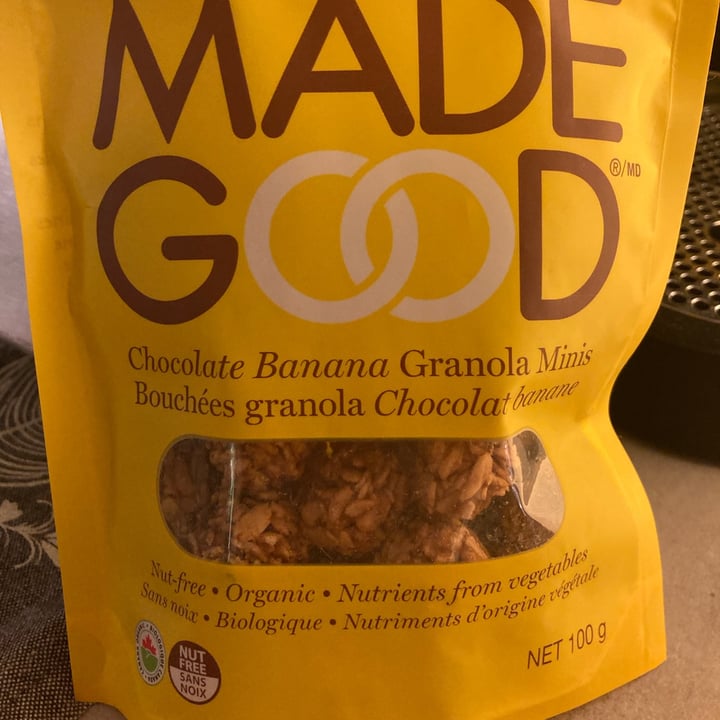 MADE
GOOD
®/MD
Chocolate Banana Granola Minis
Bouchées granola Chocolat banane
Nut-free • Organic • Nutrients from vegetables
Sans noix • Biologique • Nutriments d'origine végétale
NET 100 g
NUT
FREE
SANS
NOIX